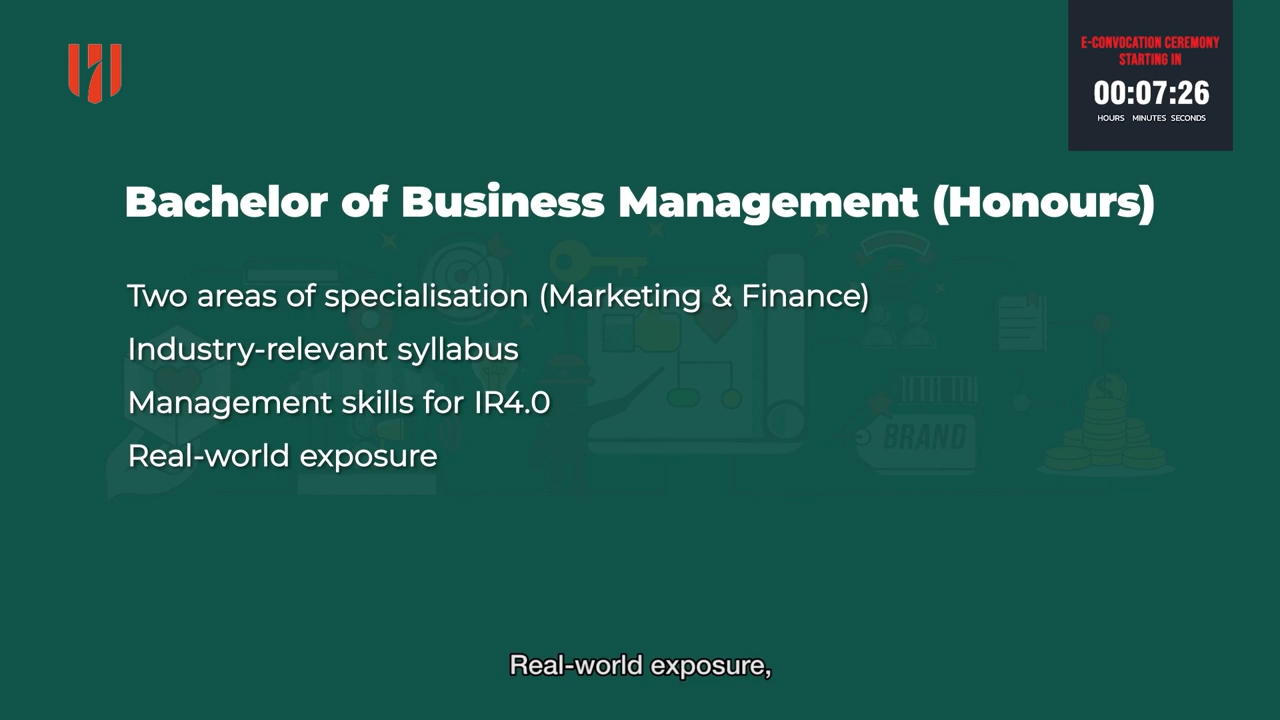 E-CONVOCATION CEREMONY
STARTING IN
00:07:26
HOURS MINUTES SECONDS
Bachelor of Business Management (Honours)
Two areas of specialisation (Marketing & Finance)
Industry-relevant syllabus
Management skills for IR4.0
Real-world exposure
BRAND
Real-world exposure,